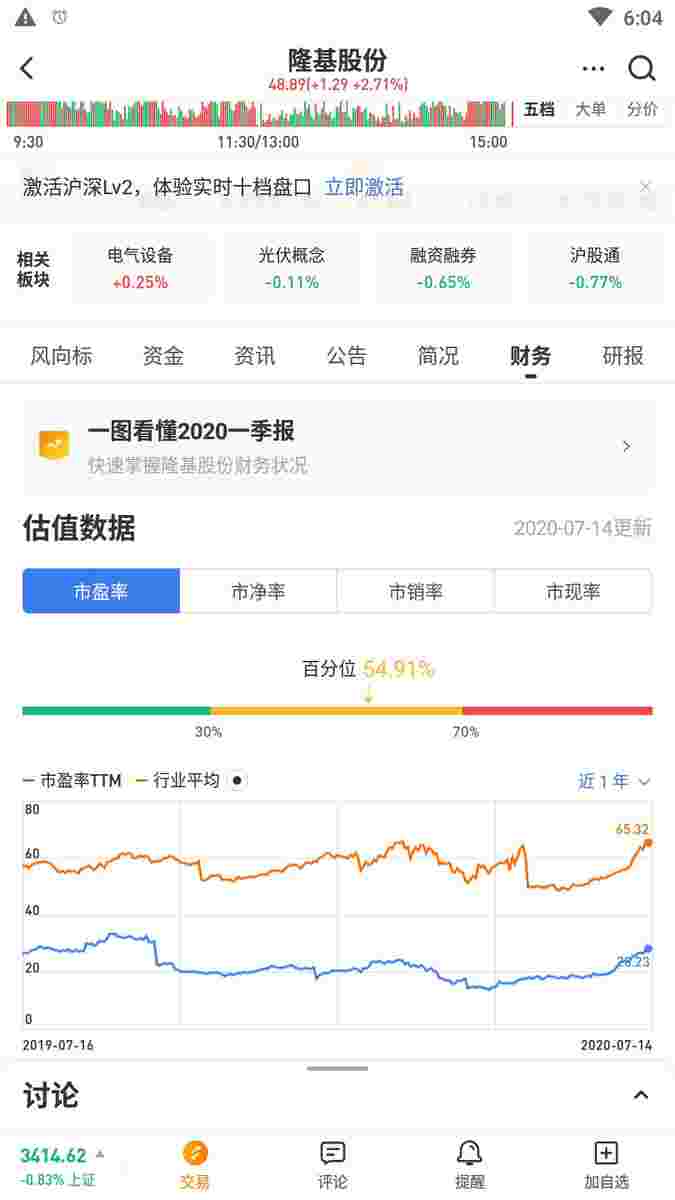 6:04
隆基股份
48.89(+1.29 +2.71%)
五档 大单 分价
9:30 11:30/13:00 15:00
激活沪深Lv2，体验实时十档盘口 立即激活
相关板块
电气设备 光伏概念 融资融券 沪股通
+0.25% -0.11% -0.65% -0.77%
风向标 资金 资讯 公告 简况 财务 研报
一图看懂2020一季报
快速掌握隆基股份财务状况
估值数据 2020-07-14更新
市盈率 市净率 市销率 市现率
百分位 54.91%
30% 70%
市盈率TTM 行业平均 近1年
80
65.32
60
40
20
28.23
0
2019-07-16 2020-07-14
讨论
3414.62
-0.83% 上证
交易 评论 提醒 加自选